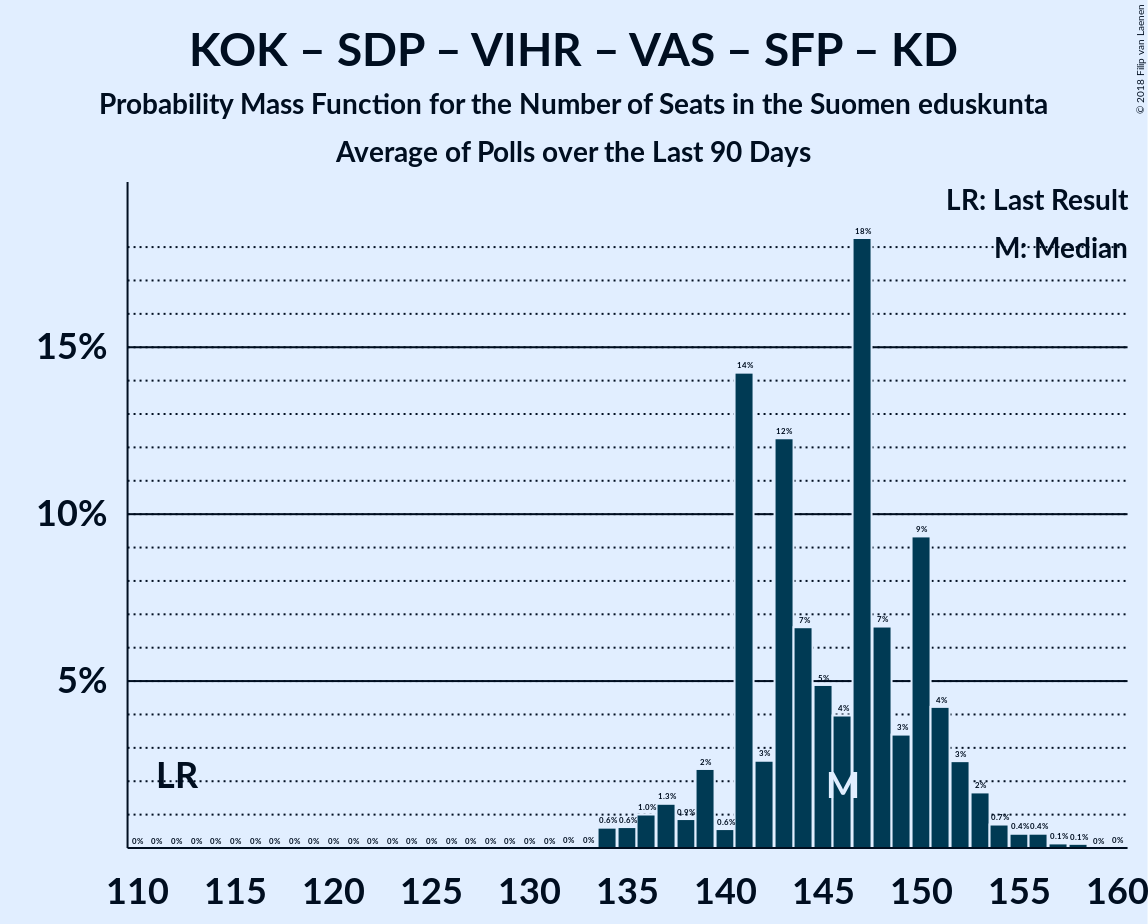 KOK – SDP – VIHR – VAS – SFP – KD
Probability Mass Function for the Number of Seats in the Suomen eduskunta
Average of Polls over the Last 90 Days
© 2018 Filip van Laenen
LR: Last Result
M: Median
15%
10%
5%
LR
M
0% 0% 0% 0% 0% 0% 0% 0% 0% 0% 0% 0% 0% 0% 0% 0% 0% 0% 0% 0% 0% 0% 0% 0% 0.6% 0.6% 1.0% 1.3% 0.9% 2% 0.6% 14% 3% 12% 7% 5% 4% 18% 7% 3% 9% 4% 3% 2% 0.7% 0.4% 0.4% 0.1% 0.1% 0% 0%
110 115 120 125 130 135 140 145 150 155 160